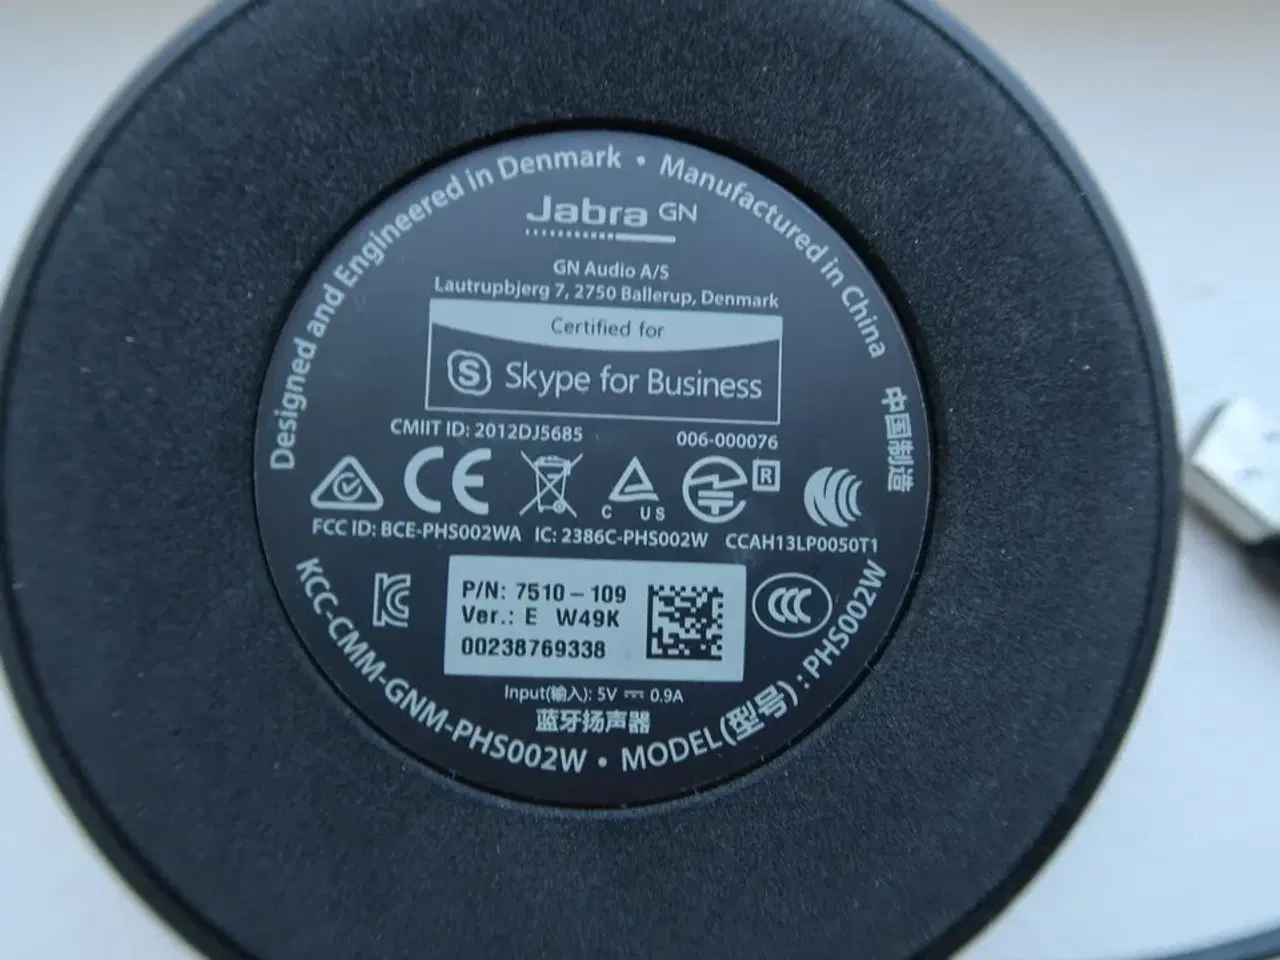 Designed and Engineered in Denmark • Manufactured in China 中国制造
Jabra GN
GN Audio A/S
Lautrupbjerg 7, 2750 Ballerup, Denmark
Certified for
S Skype for Business
CMIIT ID: 2012DJ5685 006-000076
CE C US R
FCC ID: BCE-PHS002WA IC: 2386C-PHS002W CCAH13LP0050T1
P/N: 7510-109
Ver.: E W49K
00238769338
CCC
Input(输入): 5V ⎓ 0.9A
蓝牙扬声器
KCC-CMM-GNM-PHS002W • MODEL(型号): PHS002W